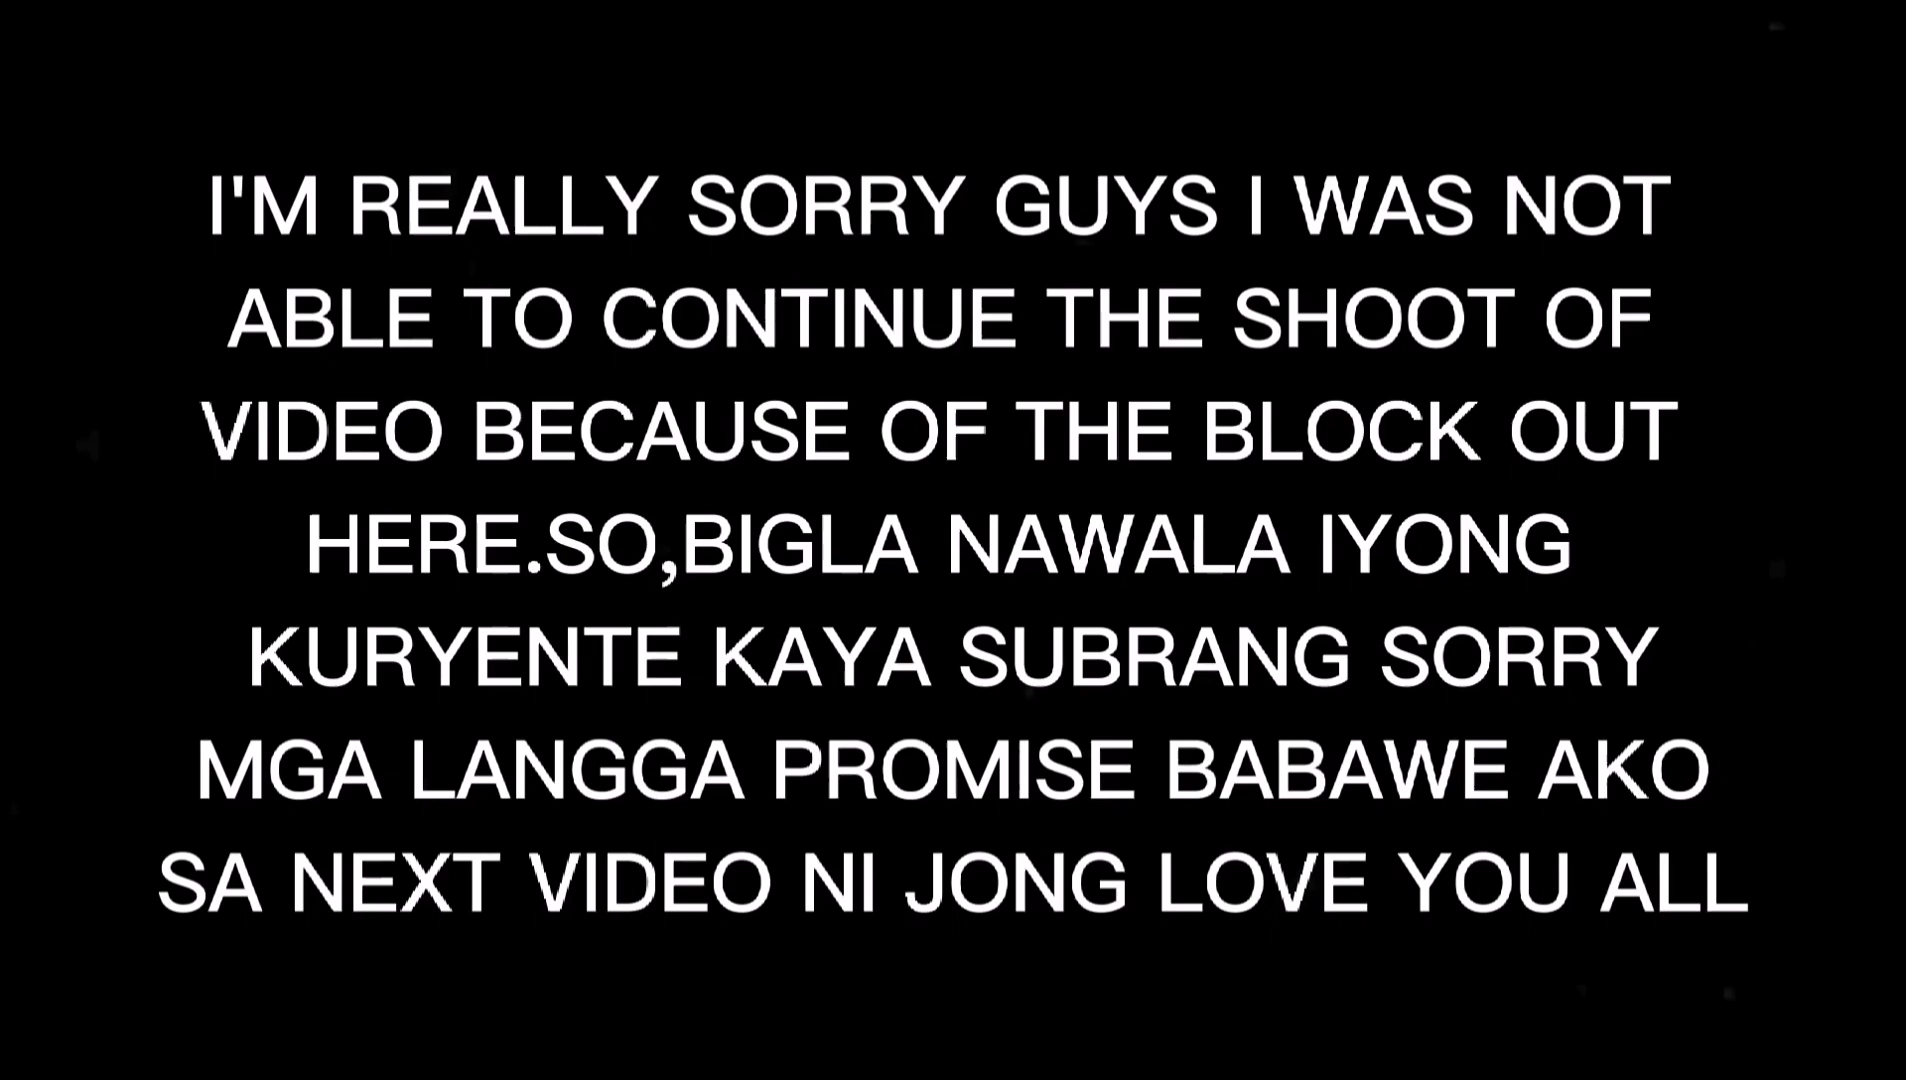 I'M REALLY SORRY GUYS I WAS NOT
ABLE TO CONTINUE THE SHOOT OF
VIDEO BECAUSE OF THE BLOCK OUT
HERE.SO,BIGLA NAWALA IYONG
KURYENTE KAYA SUBRANG SORRY
MGA LANGGA PROMISE BABAWE AKO
SA NEXT VIDEO NI JONG LOVE YOU ALL